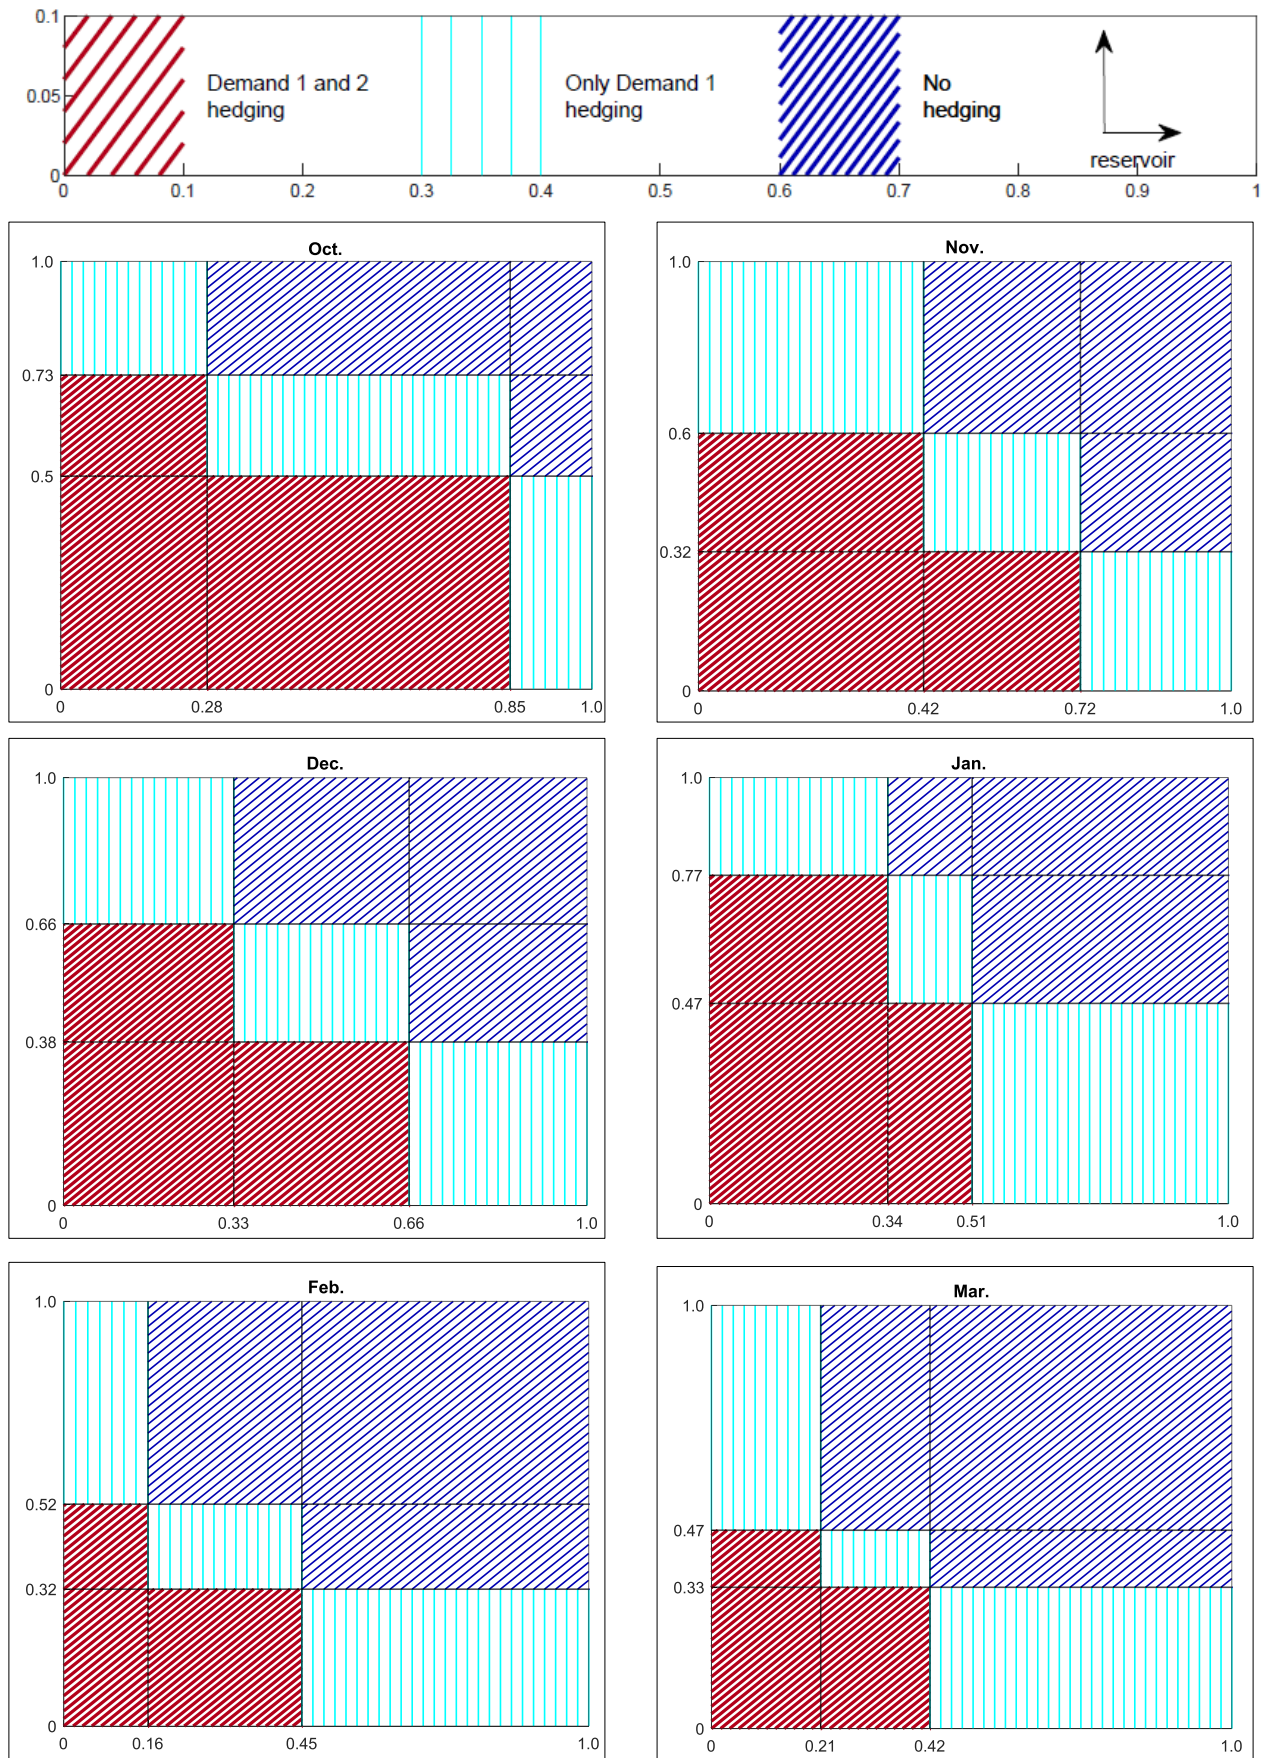 0.1
0.05
0
Demand 1 and 2
hedging
Only Demand 1
hedging
No
hedging
reservoir
0 0.1 0.2 0.3 0.4 0.5 0.6 0.7 0.8 0.9 1
Oct.
1.0
0.73
0.5
0
0 0.28 0.85 1.0
Nov.
1.0
0.6
0.32
0
0 0.42 0.72 1.0
Dec.
1.0
0.66
0.38
0
0 0.33 0.66 1.0
Jan.
1.0
0.77
0.47
0
0 0.34 0.51 1.0
Feb.
1.0
0.52
0.32
0
0 0.16 0.45 1.0
Mar.
1.0
0.47
0.33
0
0 0.21 0.42 1.0